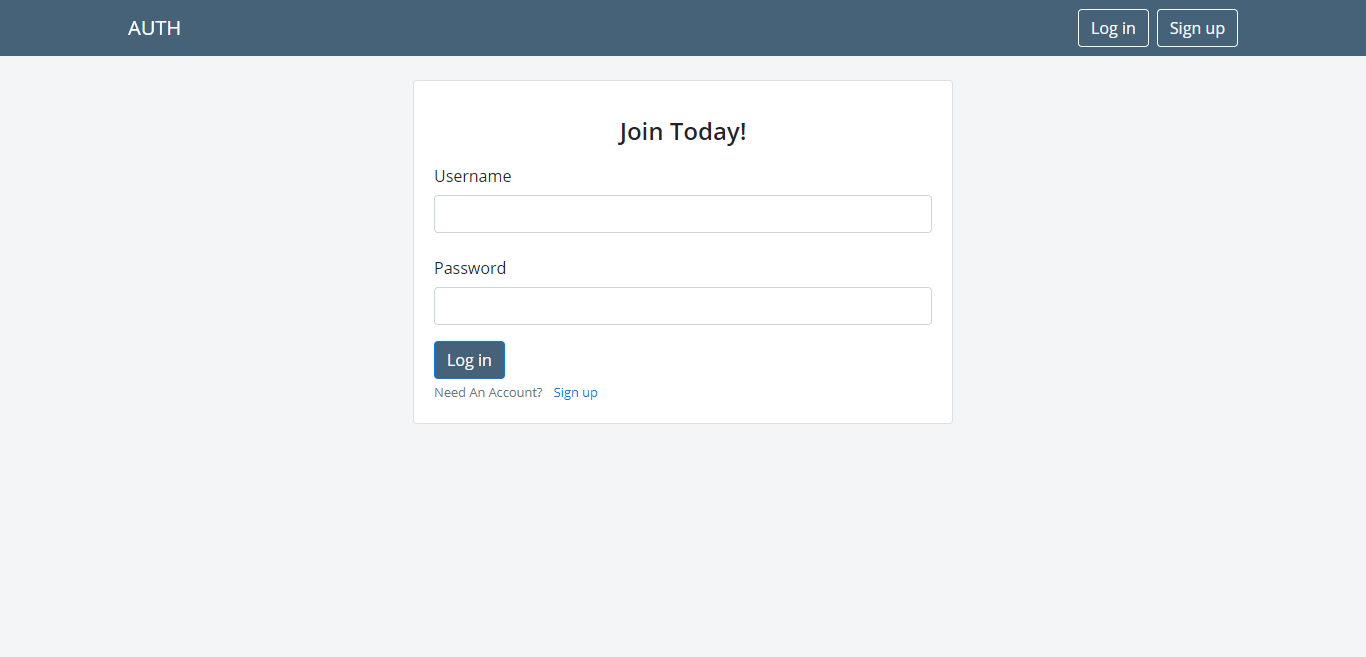 AUTH Log in Sign up
Join Today!
Username
Password
Log in
Need An Account? Sign up